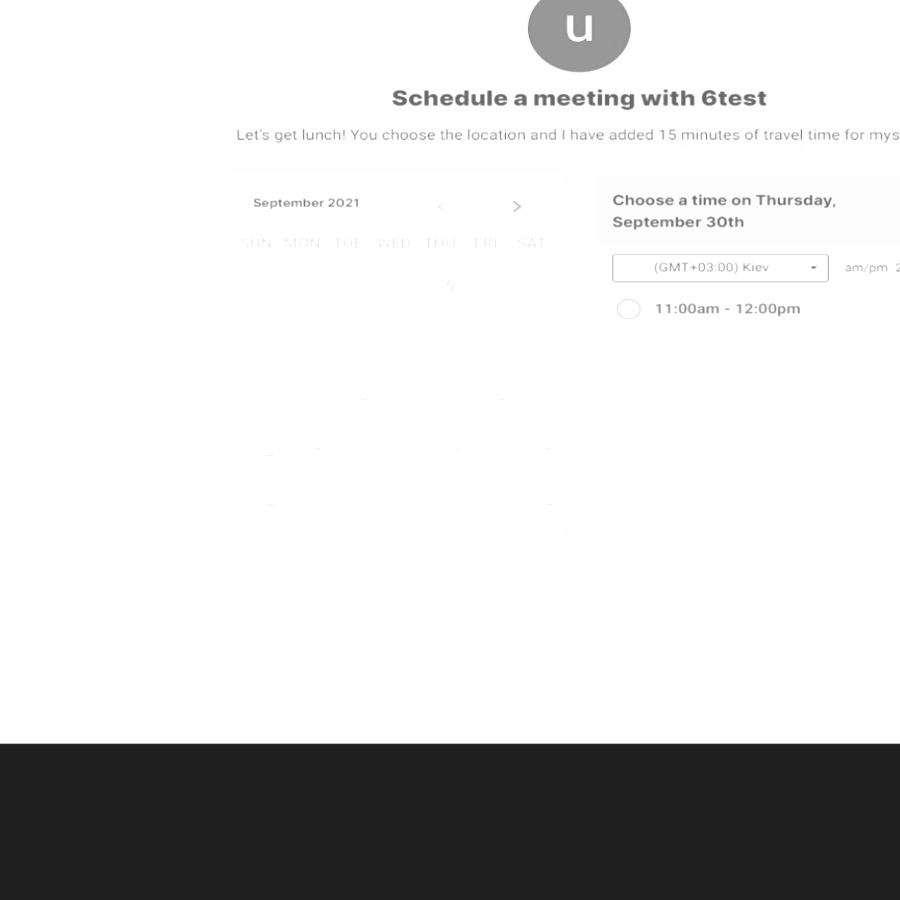 u
Schedule a meeting with 6test
Let's get lunch! You choose the location and I have added 15 minutes of travel time for mys
September 2021
SUN MON TUE WED THU FRI SAT
5
Choose a time on Thursday,
September 30th
(GMT+03:00) Kiev
am/pm 2
11:00am - 12:00pm